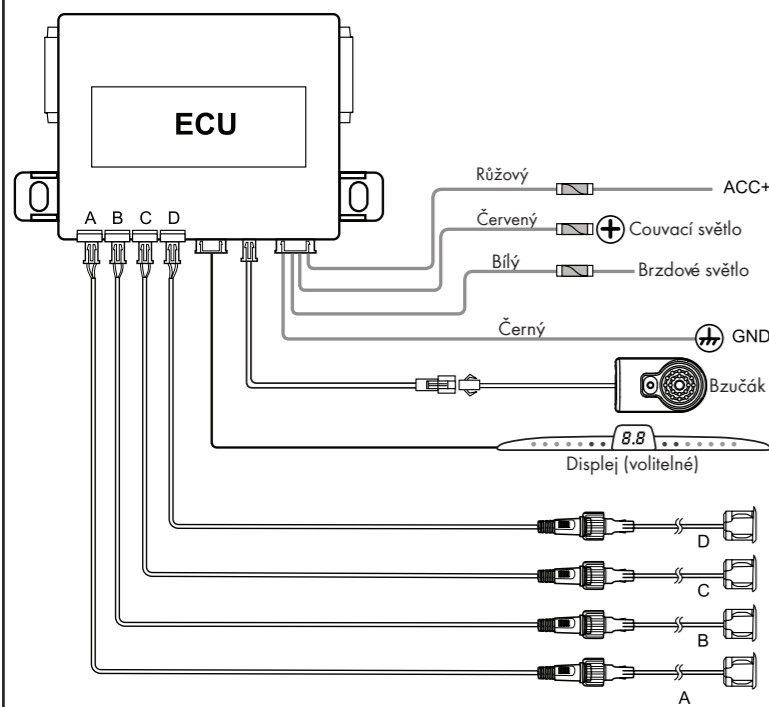 ECU
A B C D
Růžový
ACC+
Červený
Couvací světlo
Bílý
Brzdové světlo
Černý
GND
Bzučák
8.8
Displej (volitelné)
D
C
B
A